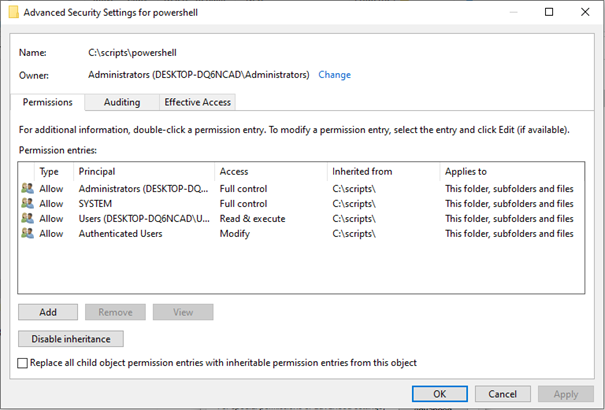 Advanced Security Settings for powershell
Name: C:\scripts\powershell
Owner: Administrators (DESKTOP-DQ6NCAD\Administrators) Change
Permissions Auditing Effective Access
For additional information, double-click a permission entry. To modify a permission entry, select the entry and click Edit (if available).
Permission entries:
Type Principal Access Inherited from Applies to
Allow Administrators (DESKTOP-DQ... Full control C:\scripts\ This folder, subfolders and files
Allow SYSTEM Full control C:\scripts\ This folder, subfolders and files
Allow Users (DESKTOP-DQ6NCAD\U... Read & execute C:\scripts\ This folder, subfolders and files
Allow Authenticated Users Modify C:\scripts\ This folder, subfolders and files
Add Remove View
Disable inheritance
Replace all child object permission entries with inheritable permission entries from this object
OK Cancel Apply